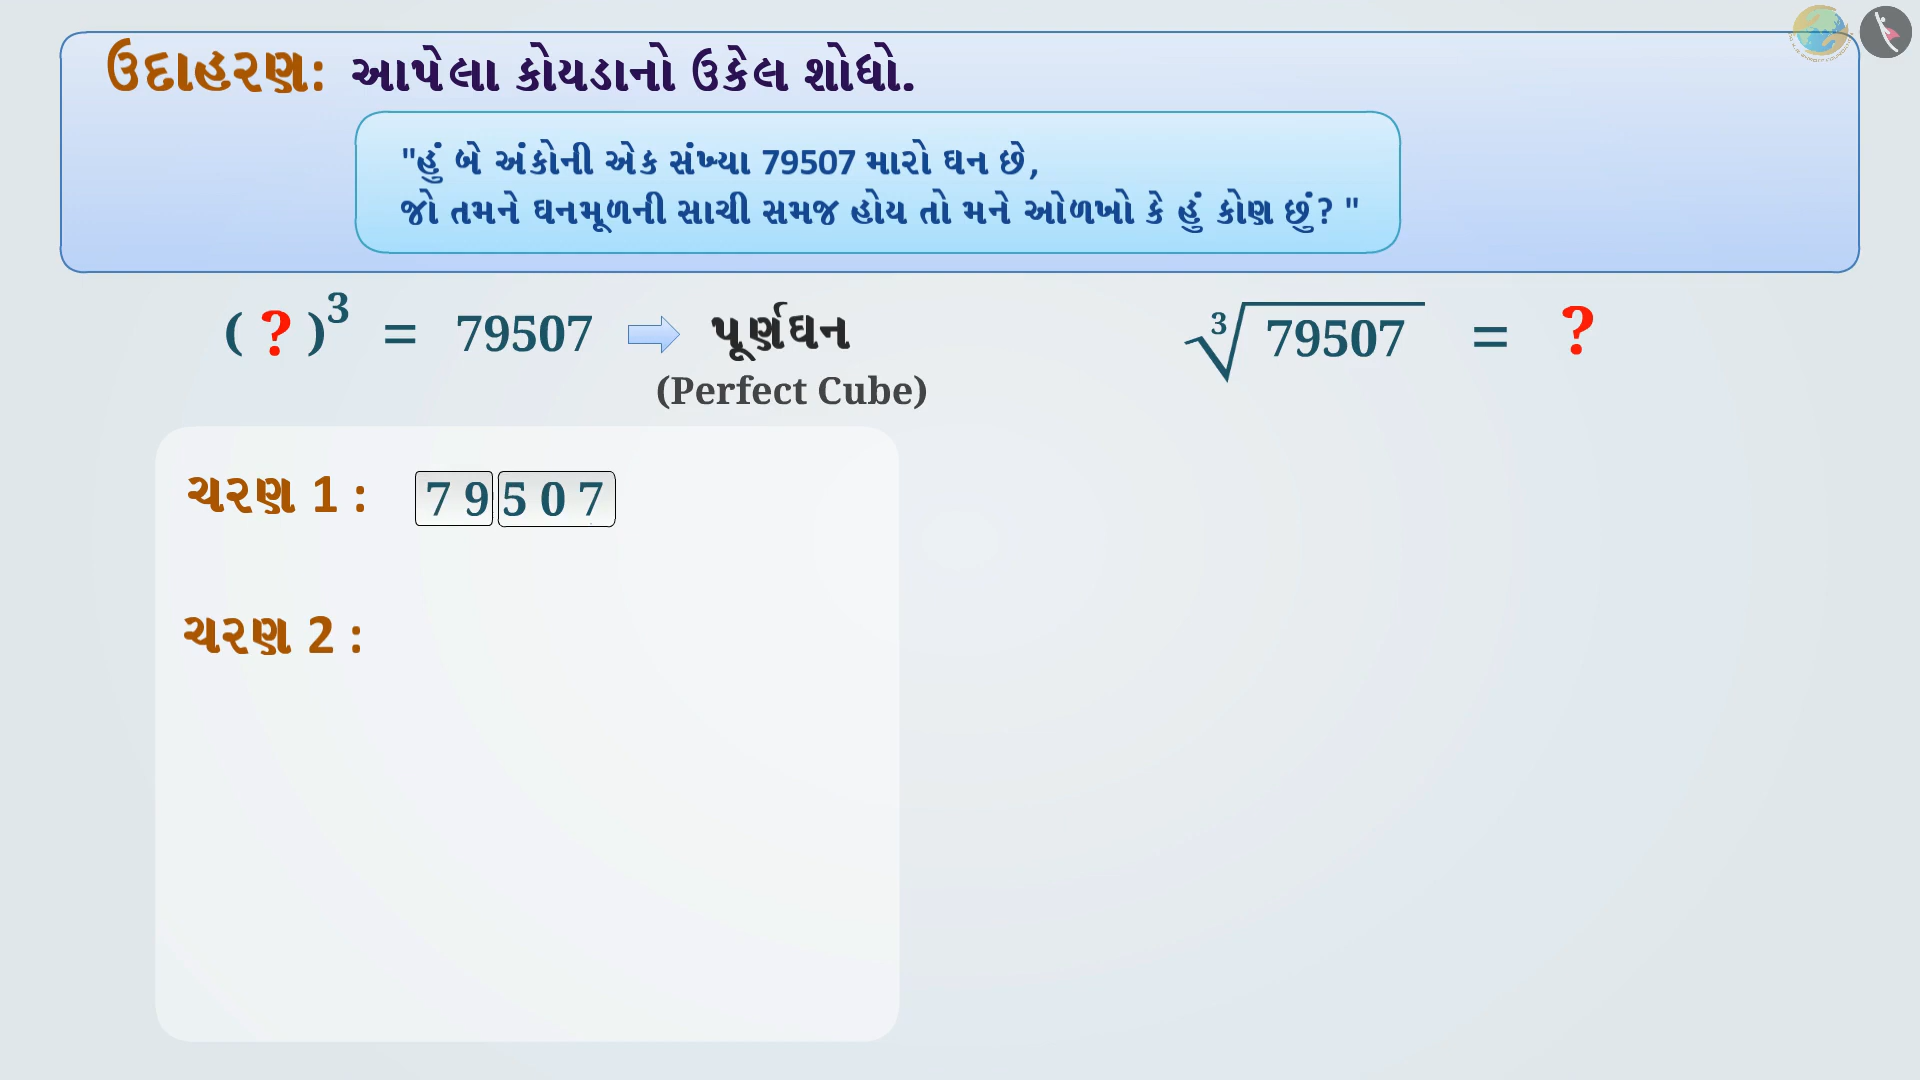 ઉદાહરણ: આપેલા કોયડાનો ઉકેલ શોધો.
"હું બે અંકોની એક સંખ્યા 79507 મારો ઘન છે,
જો તમને ઘનમૂળની સાચી સમજ હોય તો મને ઓળખો કે હું કોણ છું? "
( ? )³ = 79507 પૂર્ણઘન
(Perfect Cube)
∛79507 = ?
ચરણ 1 : 7 9 5 0 7
ચરણ 2 :